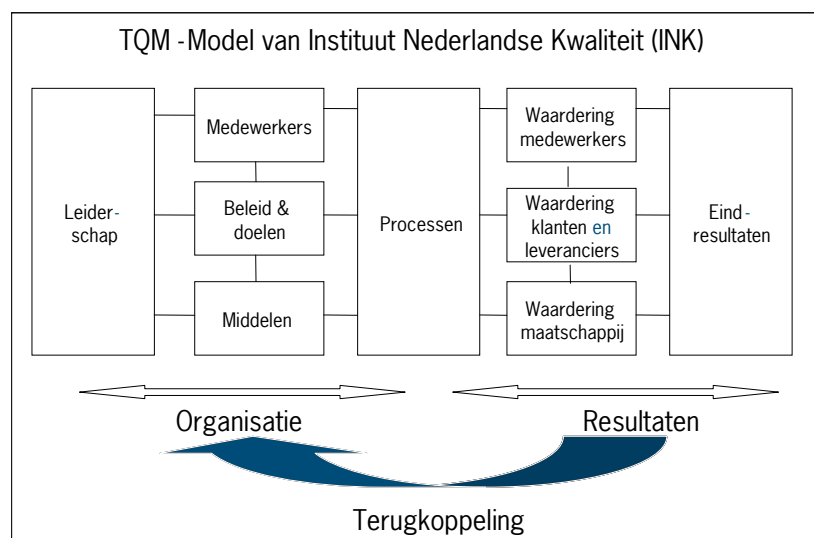 TQM -Model van Instituut Nederlandse Kwaliteit (INK)
Leider-
schap
Medewerkers
Beleid &
doelen
Middelen
Processen
Waardering
medewerkers
Waardering
klanten en
leveranciers
Waardering
maatschappij
Eind-
resultaten
Organisatie
Resultaten
Terugkoppeling